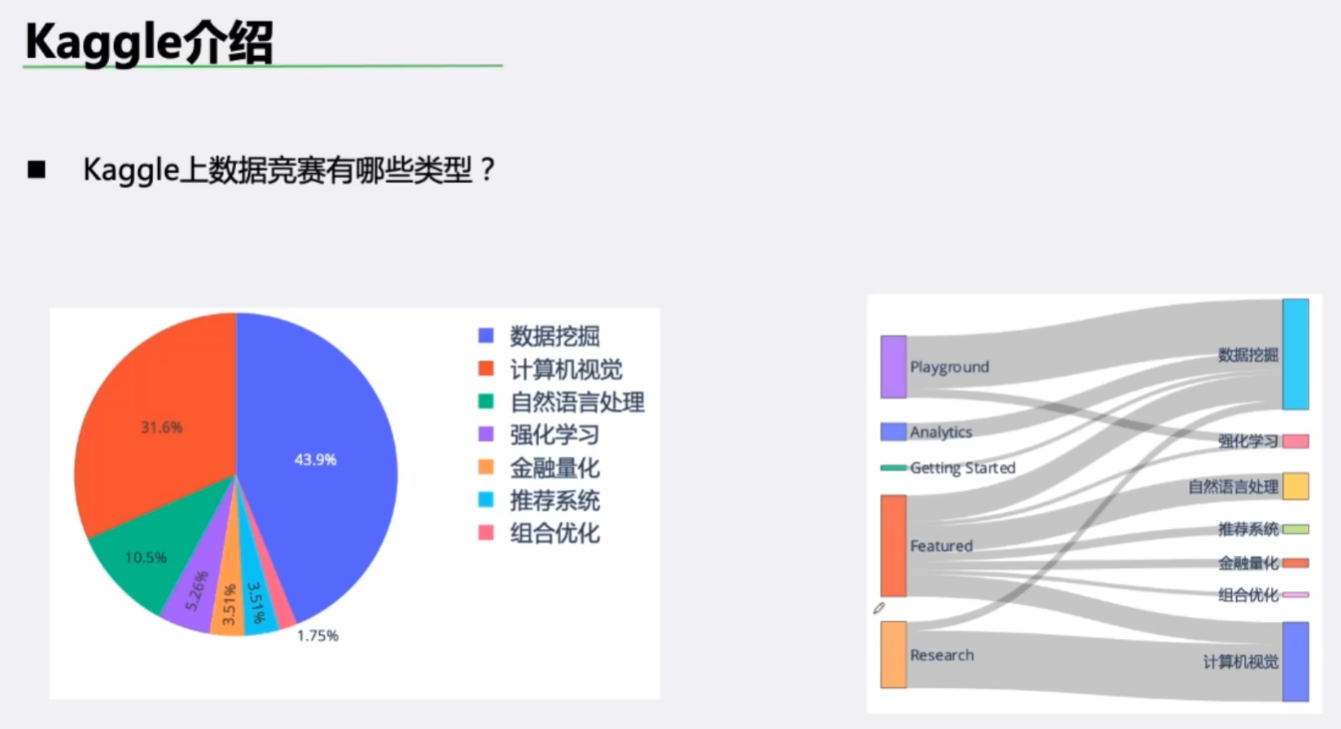 Kaggle介绍
Kaggle上数据竞赛有哪些类型？
31.6%
43.9%
10.5%
5.26%
3.51%
3.51%
1.75%
数据挖掘
计算机视觉
自然语言处理
强化学习
金融量化
推荐系统
组合优化
Playground
Analytics
Getting Started
Featured
Research
数据挖掘
强化学习
自然语言处理
推荐系统
金融量化
组合优化
计算机视觉